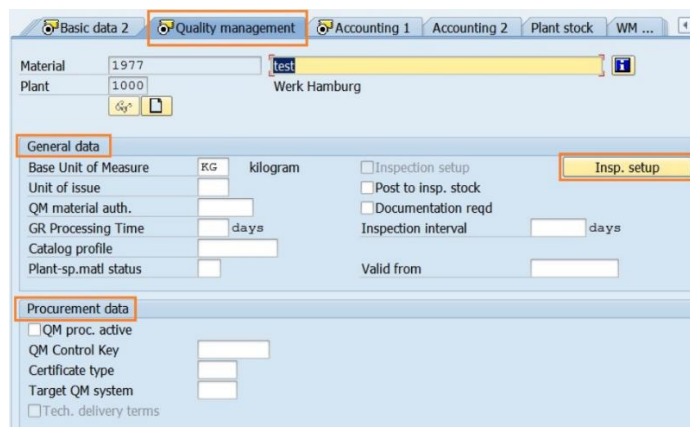 Basic data 2 Quality management Accounting 1 Accounting 2 Plant stock WM ...
Material 1977 test
Plant 1000 Werk Hamburg
General data
Base Unit of Measure KG kilogram Inspection setup Insp. setup
Unit of issue Post to insp. stock
QM material auth. Documentation reqd
GR Processing Time days Inspection interval days
Catalog profile
Plant-sp.matl status Valid from
Procurement data
QM proc. active
QM Control Key
Certificate type
Target QM system
Tech. delivery terms